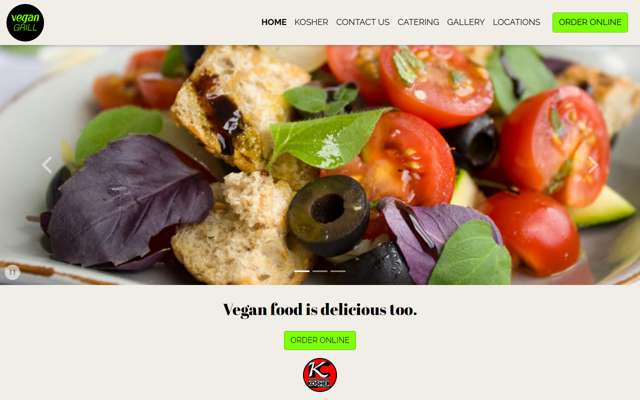 vegan
GRILL
HOME KOSHER CONTACT US CATERING GALLERY LOCATIONS ORDER ONLINE
Vegan food is delicious too.
ORDER ONLINE
K
KOSHER